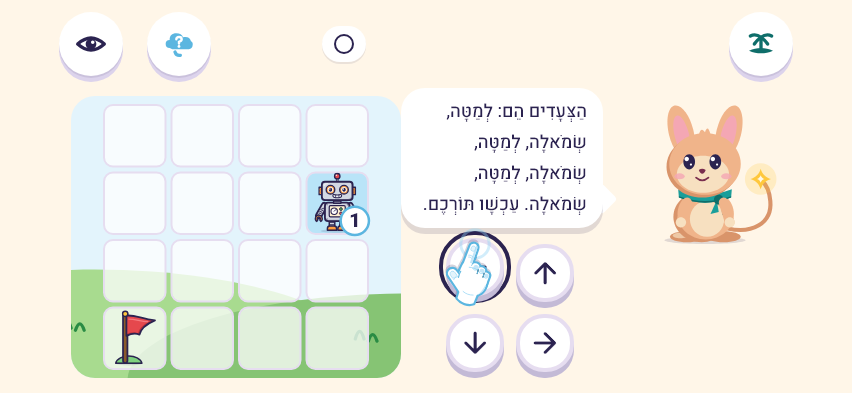 ?
הַצְּעָדִים הֵם: לְמַטָּה,
שְׂמֹאלָה, לְמַטָּה,
שְׂמֹאלָה, לְמַטָּה,
שְׂמֹאלָה. עַכְשָׁו תּוֹרְכֶם.
1